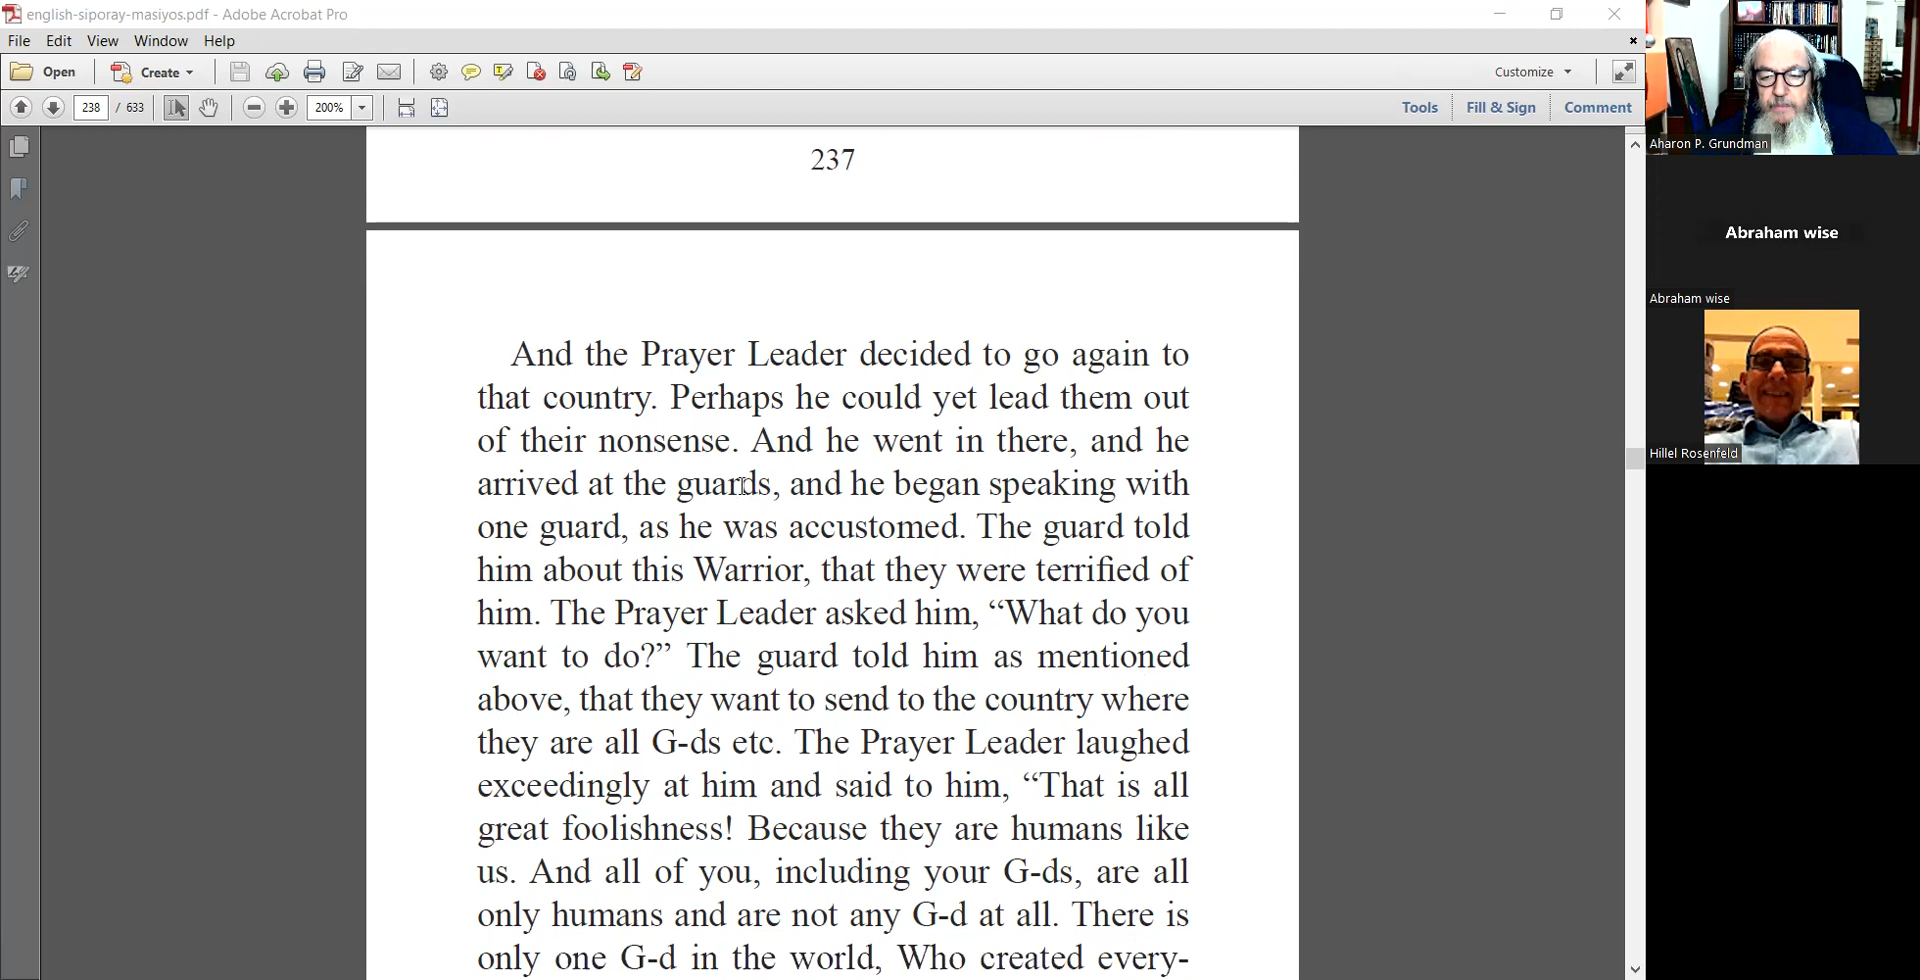 english-siporay-masiyos.pdf - Adobe Acrobat Pro
File Edit View Window Help
Open Create Customize
238 / 633 200% Tools Fill & Sign Comment
237
And the Prayer Leader decided to go again to
that country. Perhaps he could yet lead them out
of their nonsense. And he went in there, and he
arrived at the guards, and he began speaking with
one guard, as he was accustomed. The guard told
him about this Warrior, that they were terrified of
him. The Prayer Leader asked him, “What do you
want to do?” The guard told him as mentioned
above, that they want to send to the country where
they are all G-ds etc. The Prayer Leader laughed
exceedingly at him and said to him, “That is all
great foolishness! Because they are humans like
us. And all of you, including your G-ds, are all
only humans and are not any G-d at all. There is
only one G-d in the world, Who created every-
Aharon P. Grundman
Abraham wise
Abraham wise
Hillel Rosenfeld